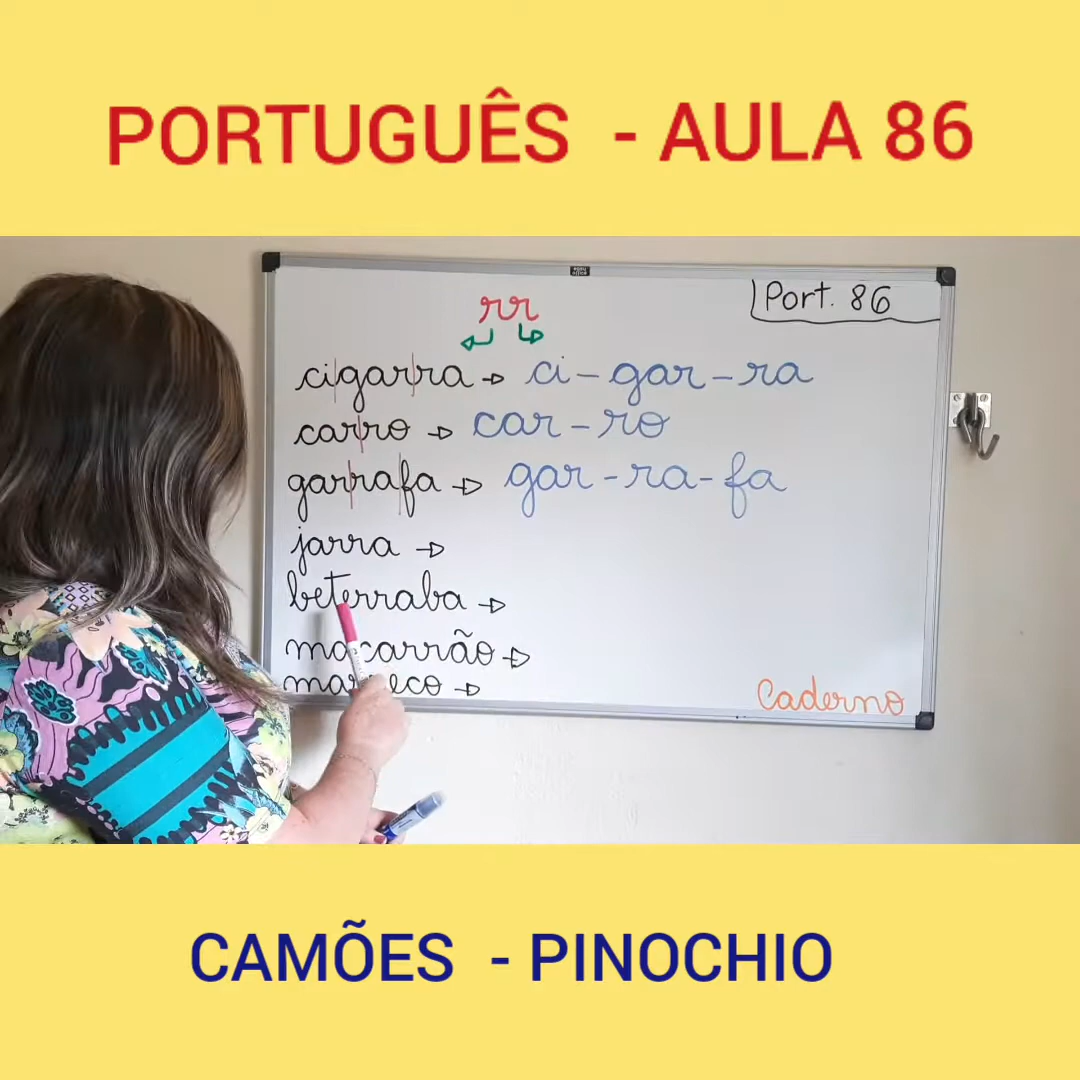 PORTUGUÊS - AULA 86
Port. 86
rr
cigarra → ci - gar - ra
carro → car - ro
garrafa → gar - ra - fa
jarra →
beterraba →
macarrão →
Caderno
CAMÕES - PINOCHIO